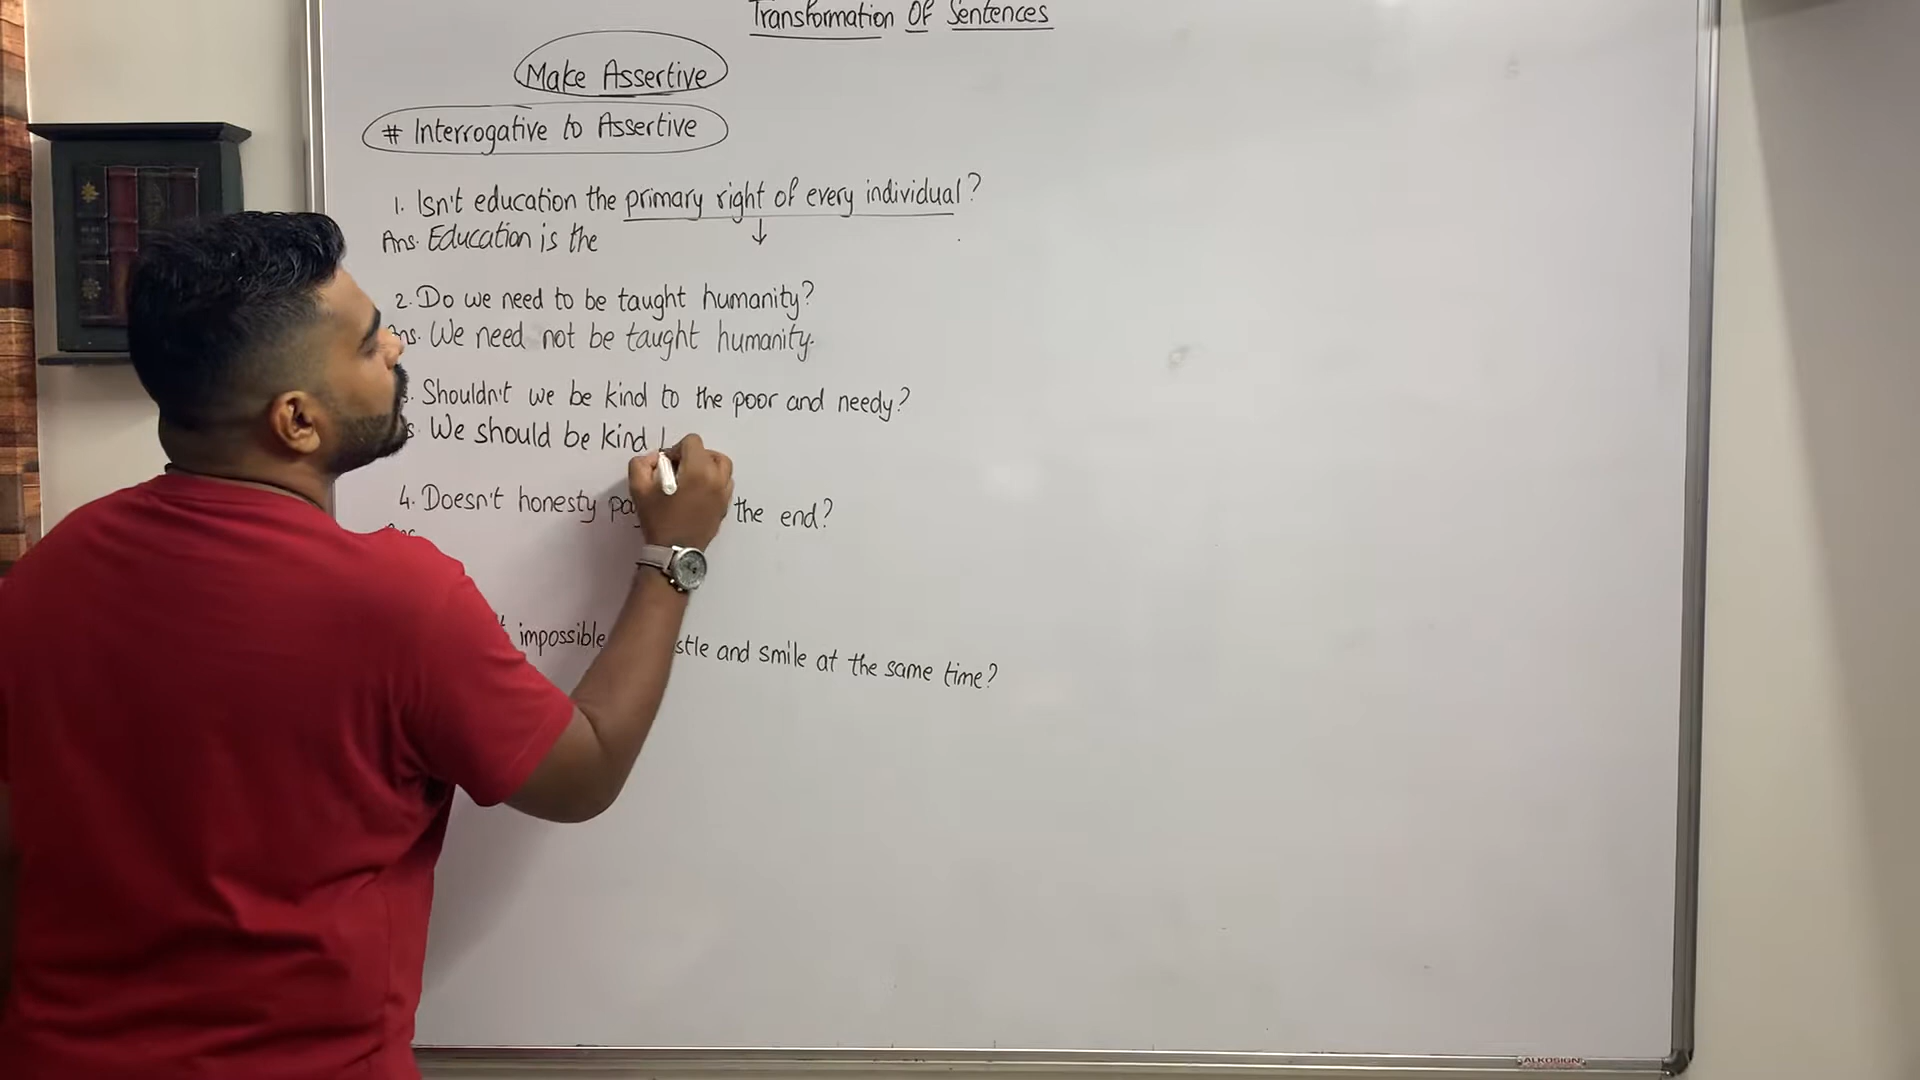 Transformation Of Sentences
Make Assertive
# Interrogative to Assertive
1. Isn't education the primary right of every individual?
Ans. Education is the
2. Do we need to be taught humanity?
Ans. We need not be taught humanity.
Shouldn't we be kind to the poor and needy?
We should be kind
4. Doesn't honesty the end?
impossible and smile at the same time?
ALKOSIGN